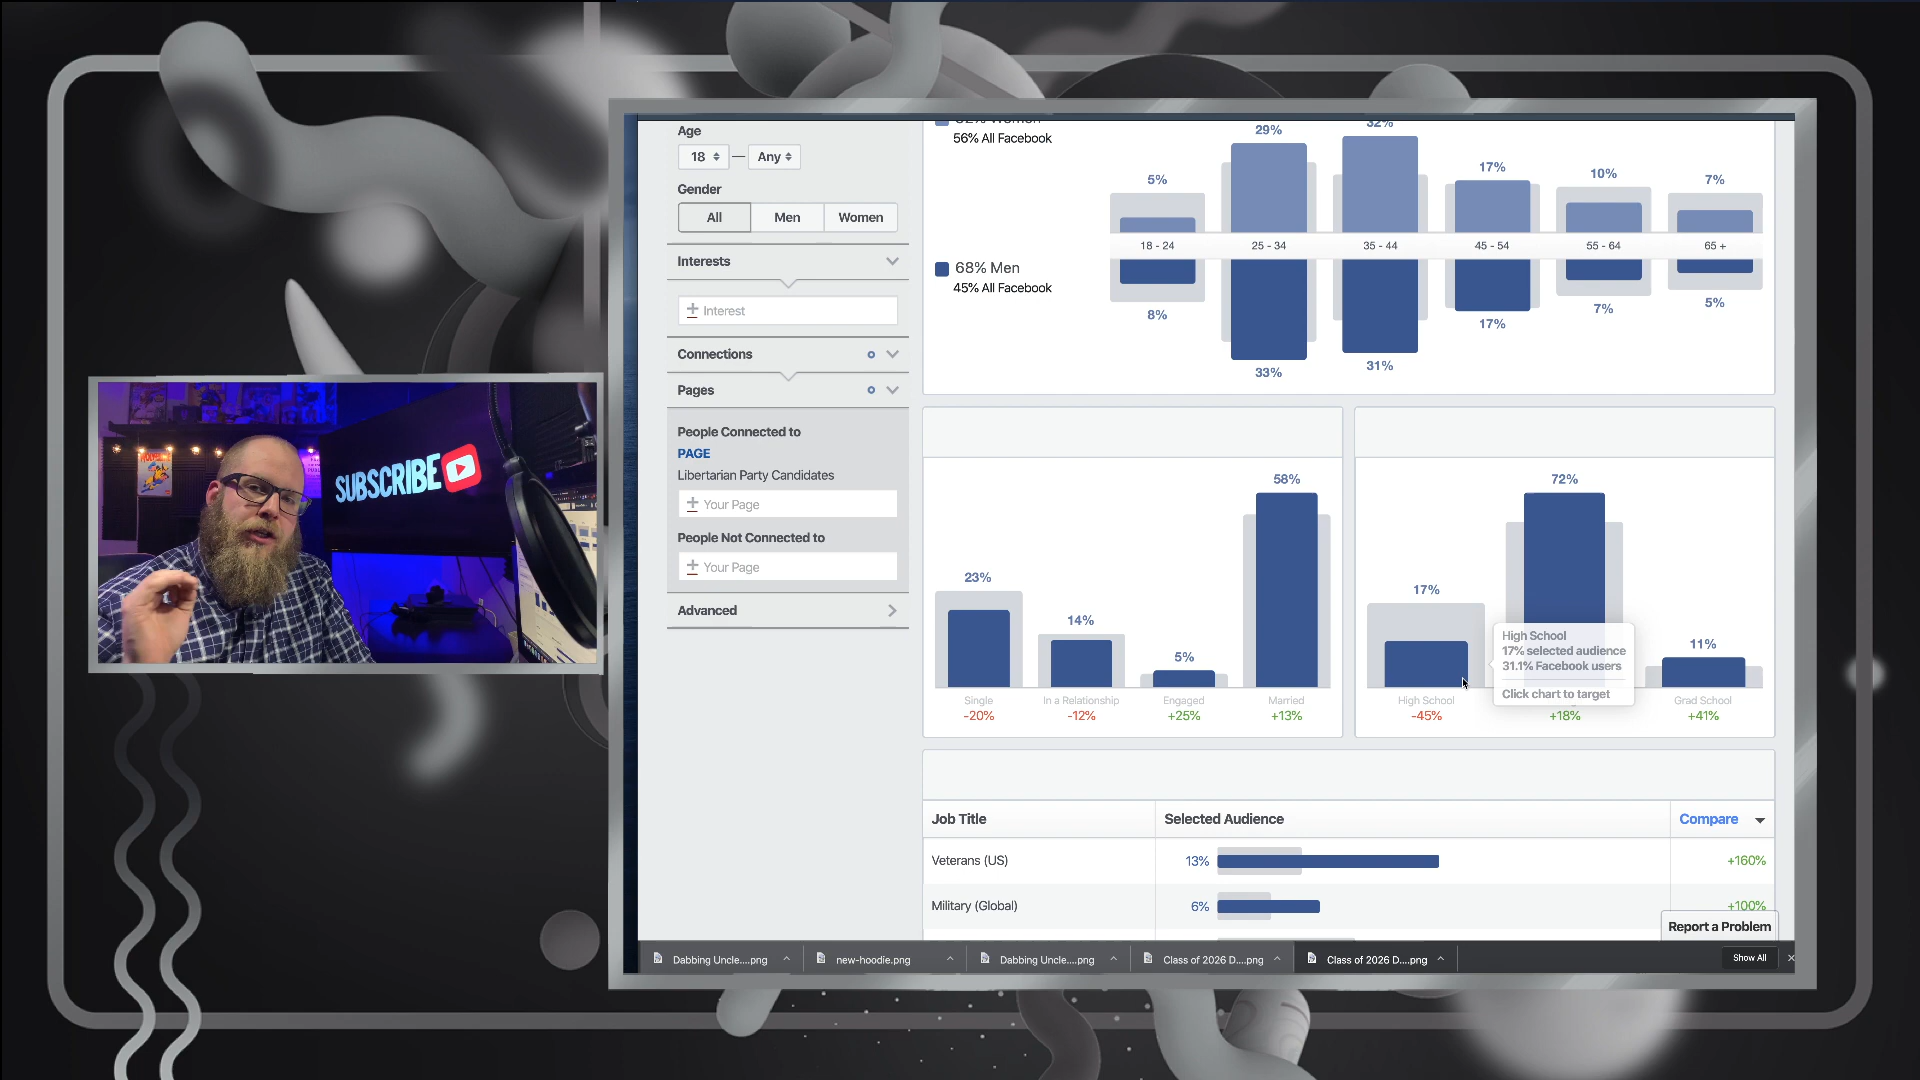 SUBSCRIBE
Age
18
Any
Gender
All
Men
Women
Interests
Interest
Connections
Pages
People Connected to
PAGE
Libertarian Party Candidates
Your Page
People Not Connected to
Your Page
Advanced
56% All Facebook
68% Men
45% All Facebook
5%
29%
32%
17%
10%
7%
18 - 24
25 - 34
35 - 44
45 - 54
55 - 64
65 +
8%
33%
31%
17%
7%
5%
23%
14%
5%
58%
Single
In a Relationship
Engaged
Married
-20%
-12%
+25%
+13%
17%
72%
11%
High School
17% selected audience
31.1% Facebook users
Click chart to target
High School
Grad School
-45%
+18%
+41%
Job Title
Selected Audience
Compare
Veterans (US)
13%
+160%
Military (Global)
6%
+100%
Report a Problem
Dabbing Uncle....png
new-hoodie.png
Dabbing Uncle....png
Class of 2026 D....png
Class of 2026 D....png
Show All